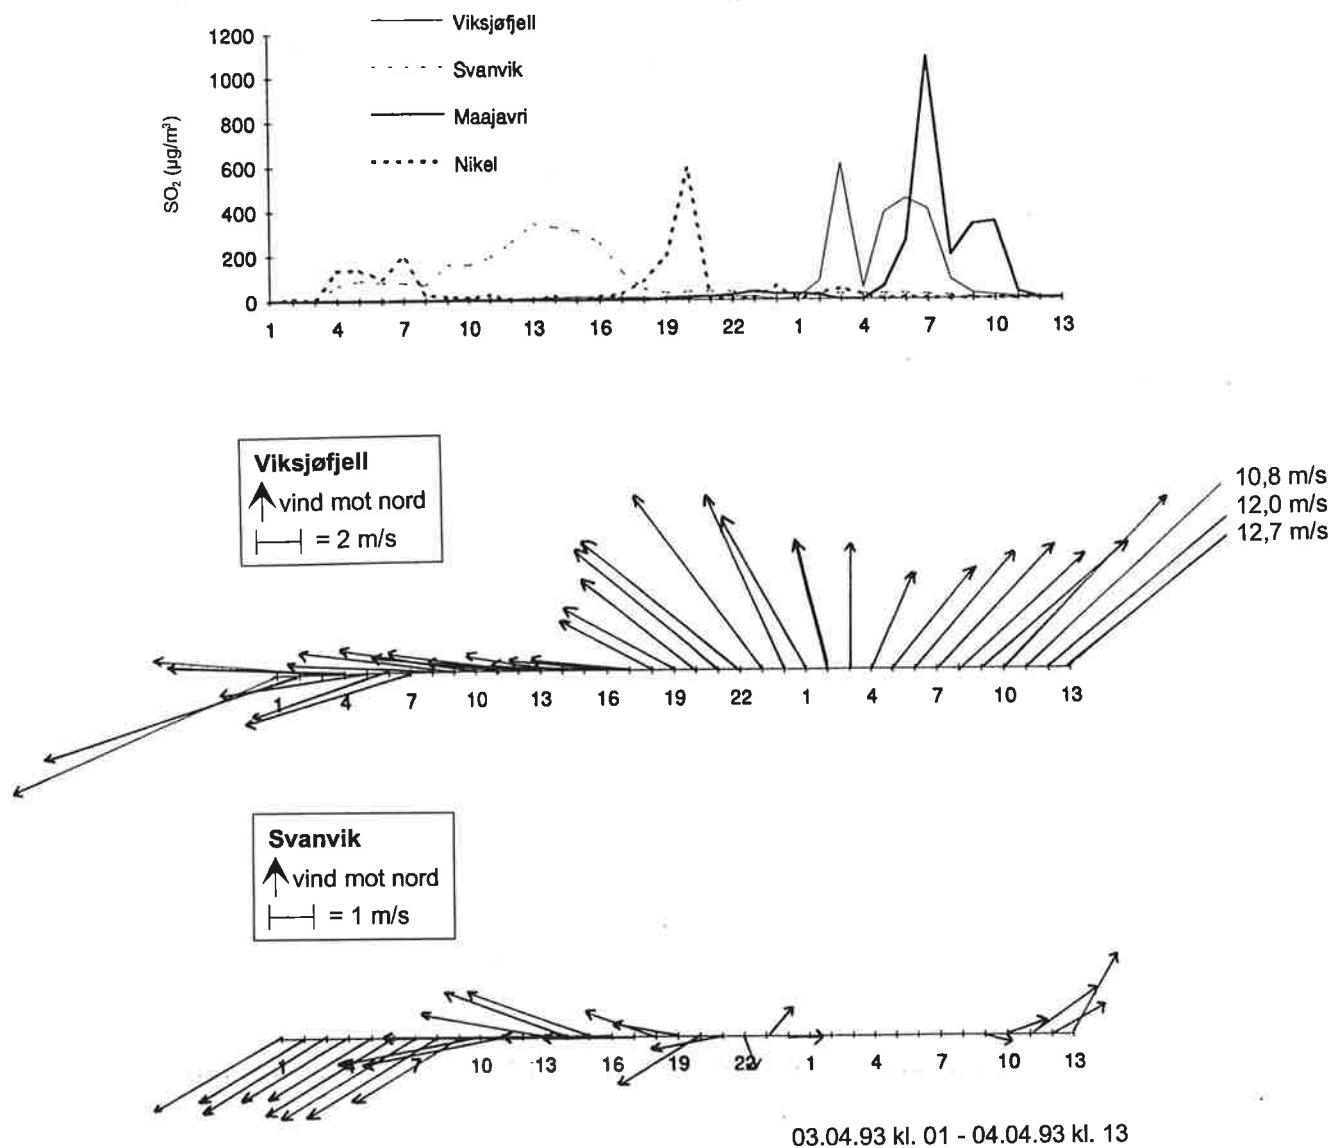 Viksjøfjell
Svanvik
Maajavri
Nikel
SO₂ (µg/m³)
1200
1000
800
600
400
200
0
1 4 7 10 13 16 19 22 1 4 7 10 13
Viksjøfjell
vind mot nord
= 2 m/s
10,8 m/s
12,0 m/s
12,7 m/s
1 4 7 10 13 16 19 22 1 4 7 10 13
Svanvik
vind mot nord
= 1 m/s
1 4 7 10 13 16 19 22 1 4 7 10 13
03.04.93 kl. 01 - 04.04.93 kl. 13